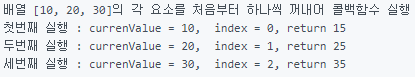 배열 [10, 20, 30]의 각 요소를 처음부터 하나씩 꺼내며 콜백함수 실행
첫번째 실행 : currenValue = 10,  index = 0, return 15
두번째 실행 : currenValue = 20,  index = 1, return 25
세번째 실행 : currenValue = 30,  index = 2, return 35